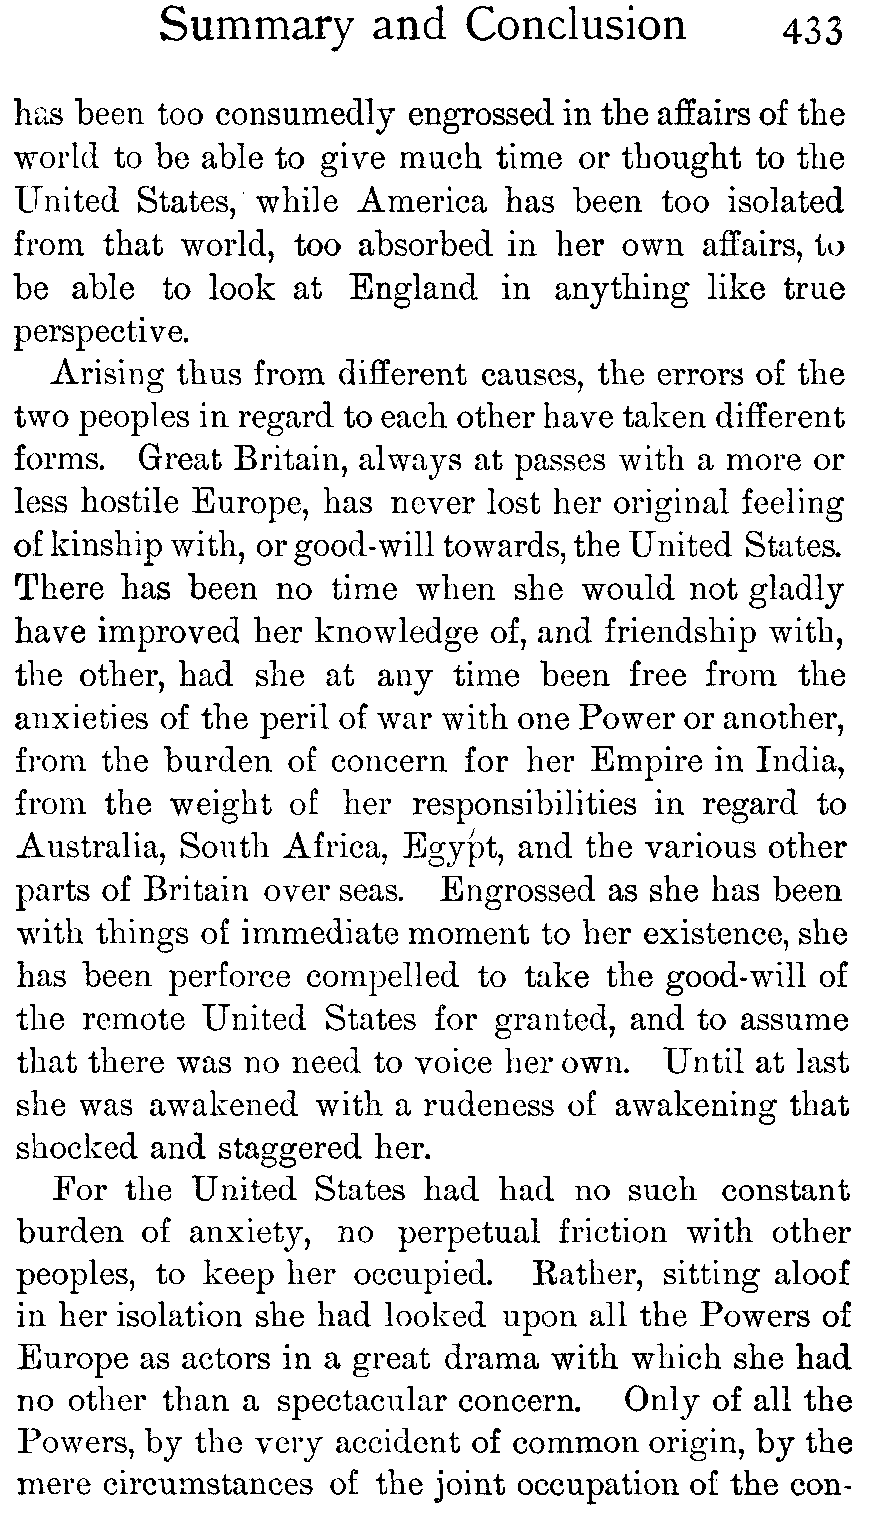 Summary and Conclusion 433
has been too consumedly engrossed in the affairs of the
world to be able to give much time or thought to the
United States, while America has been too isolated
from that world, too absorbed in her own affairs, to
be able to look at England in anything like true
perspective.
Arising thus from different causes, the errors of the
two peoples in regard to each other have taken different
forms. Great Britain, always at passes with a more or
less hostile Europe, has never lost her original feeling
of kinship with, or good-will towards, the United States.
There has been no time when she would not gladly
have improved her knowledge of, and friendship with,
the other, had she at any time been free from the
anxieties of the peril of war with one Power or another,
from the burden of concern for her Empire in India,
from the weight of her responsibilities in regard to
Australia, South Africa, Egypt, and the various other
parts of Britain over seas. Engrossed as she has been
with things of immediate moment to her existence, she
has been perforce compelled to take the good-will of
the remote United States for granted, and to assume
that there was no need to voice her own. Until at last
she was awakened with a rudeness of awakening that
shocked and staggered her.
For the United States had had no such constant
burden of anxiety, no perpetual friction with other
peoples, to keep her occupied. Rather, sitting aloof
in her isolation she had looked upon all the Powers of
Europe as actors in a great drama with which she had
no other than a spectacular concern. Only of all the
Powers, by the very accident of common origin, by the
mere circumstances of the joint occupation of the con-